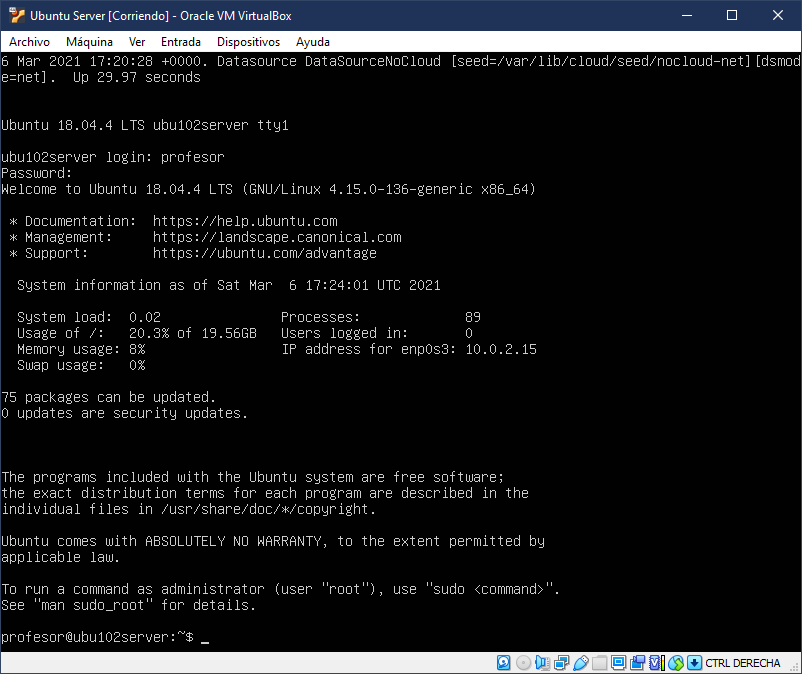 Ubuntu Server [Corriendo] - Oracle VM VirtualBox
Archivo Máquina Ver Entrada Dispositivos Ayuda
6 Mar 2021 17:20:28 +0000. Datasource DataSourceNoCloud [seed=/var/lib/cloud/seed/nocloud-net][dsmod
e=net].  Up 29.97 seconds
Ubuntu 18.04.4 LTS ubu102server tty1
ubu102server login: profesor
Password:
Welcome to Ubuntu 18.04.4 LTS (GNU/Linux 4.15.0-136-generic x86_64)
* Documentation:  https://help.ubuntu.com
* Management:     https://landscape.canonical.com
* Support:        https://ubuntu.com/advantage
System information as of Sat Mar  6 17:24:01 UTC 2021
System load:  0.02               Processes:             89
Usage of /:   20.3% of 19.56GB   Users logged in:       0
Memory usage: 8%                 IP address for enp0s3: 10.0.2.15
Swap usage:   0%
75 packages can be updated.
0 updates are security updates.
The programs included with the Ubuntu system are free software;
the exact distribution terms for each program are described in the
individual files in /usr/share/doc/*/copyright.
Ubuntu comes with ABSOLUTELY NO WARRANTY, to the extent permitted by
applicable law.
To run a command as administrator (user "root"), use "sudo <command>".
See "man sudo_root" for details.
profesor@ubu102server:~$ _
CTRL DERECHA